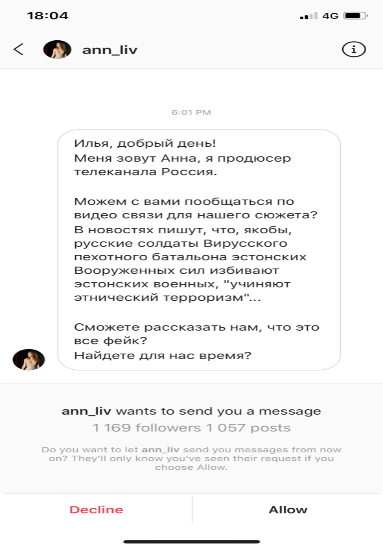 18:04
4G
ann_liv
6:01 PM
Илья, добрый день!
Меня зовут Анна, я продюсер
телеканала Россия.
Можем с вами пообщаться по
видео связи для нашего сюжета?
В новостях пишут, что, якобы,
русские солдаты Вирусского
пехотного батальона эстонских
Вооруженных сил избивают
эстонских военных, "учиняют
этнический терроризм"...
Сможете рассказать нам, что это
все фейк?
Найдете для нас время?
ann_liv wants to send you a message
1 169 followers 1 057 posts
Do you want to let ann_liv send you messages from now
on? They'll only know you've seen their request if you
choose Allow.
Decline
Allow